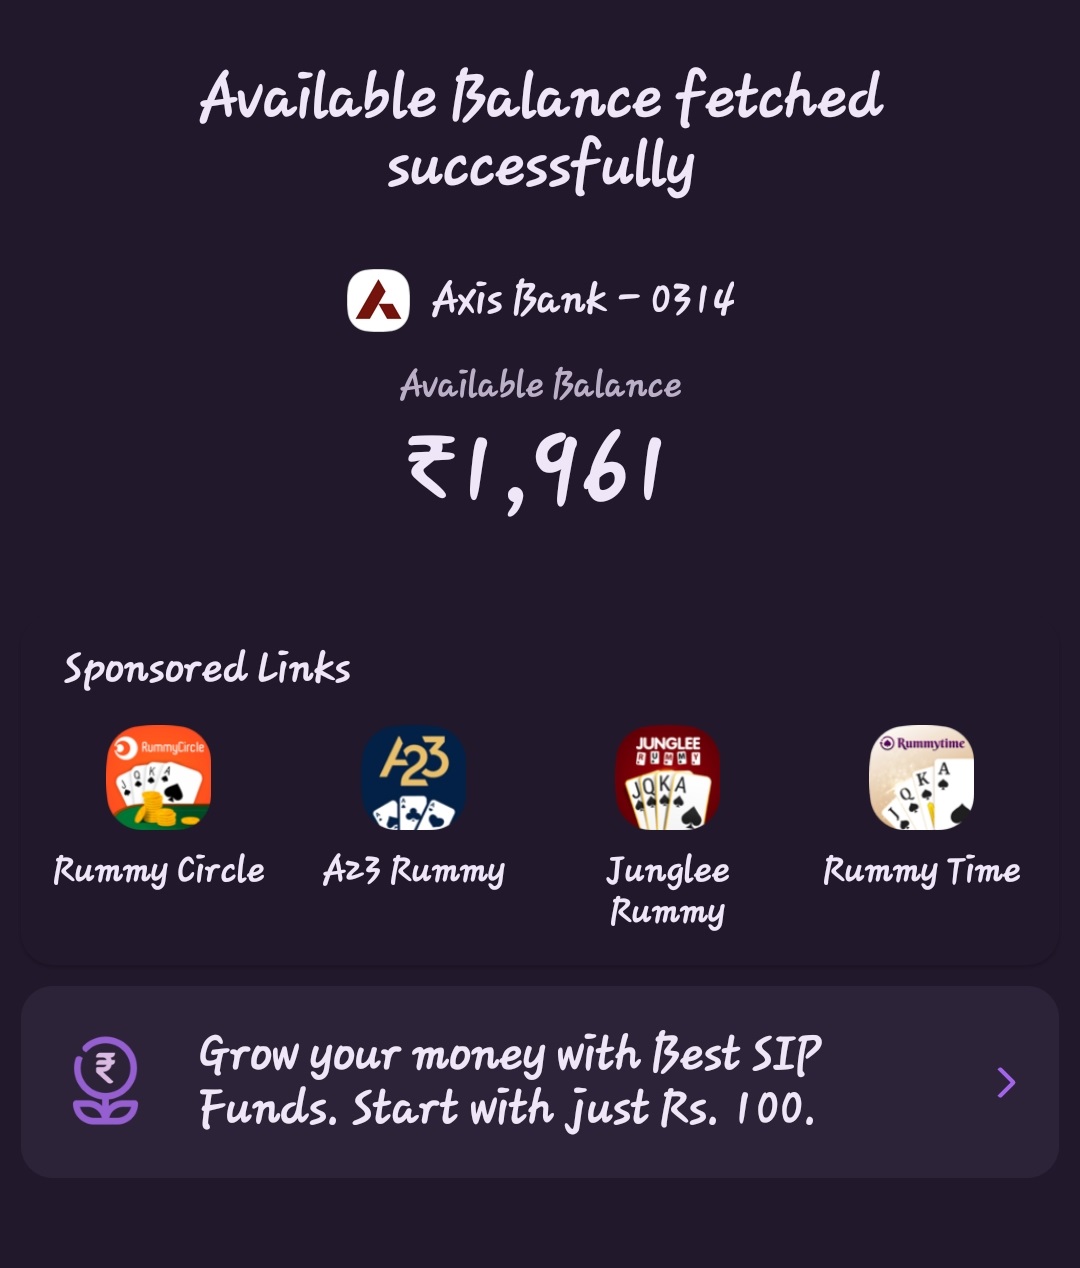 Available Balance fetched
successfully
Axis Bank - 0314
Available Balance
₹1,961
Sponsored Links
RummyCircle
A23
JUNGLEE
RUMMY
Rummytime
Rummy Circle
A23 Rummy
Junglee
Rummy
Rummy Time
Grow your money with Best SIP
Funds. Start with just Rs. 100.